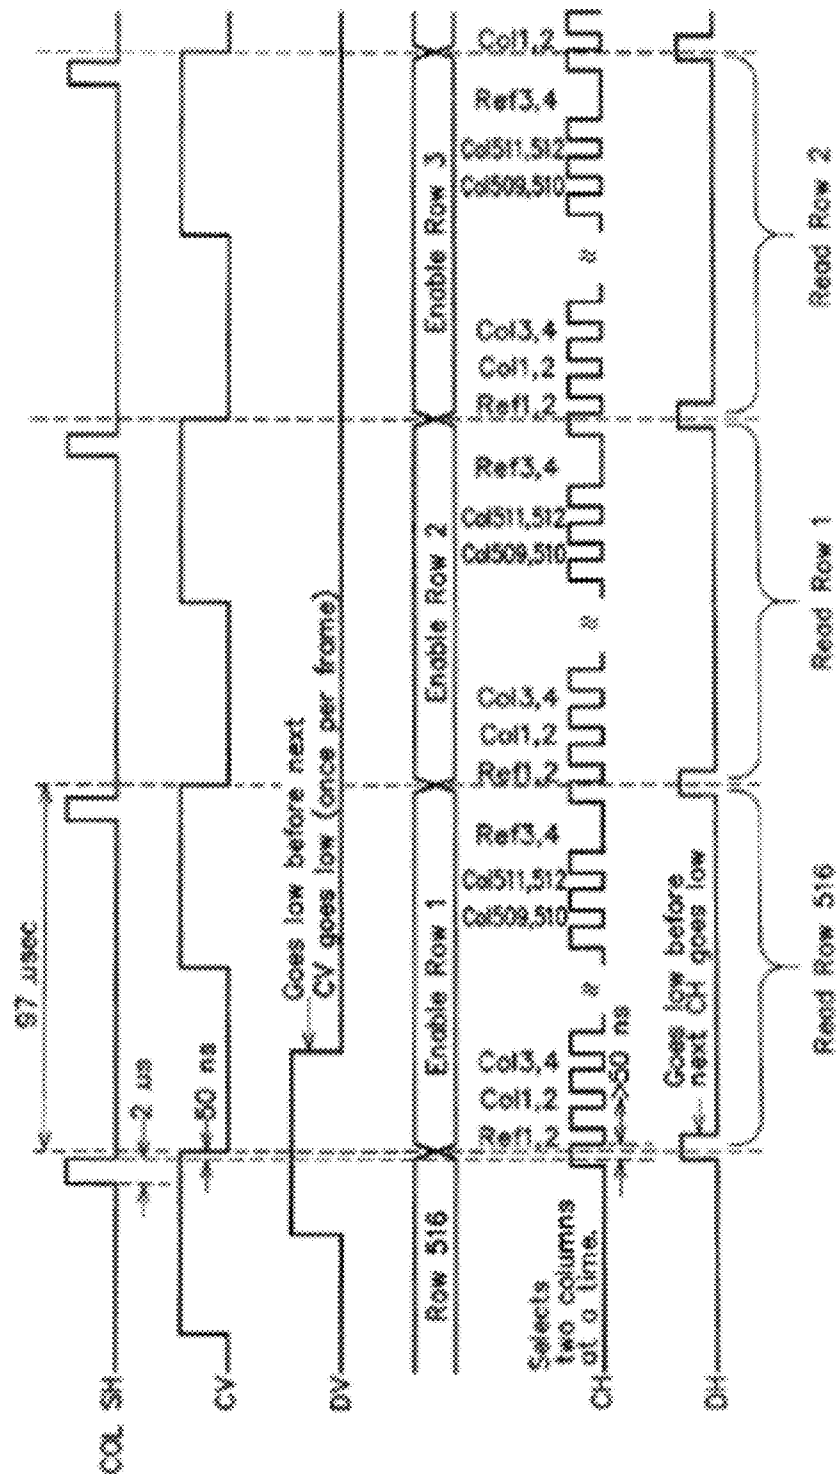 COL SH
97 µsec
2 µs
CV
50 ns
DV
Goes low before next
CV goes low (once per frame)
Row 516
Enable Row 1
Enable Row 2
Enable Row 3
Selects
two columns
at a time.
CH
Ref1,2
Col1,2
Col3,4
Col509,510
Col511,512
Ref3,4
Ref1,2
Col1,2
Col3,4
Col509,510
Col511,512
Ref3,4
Ref1,2
Col1,2
Col3,4
Col509,510
Col511,512
Ref3,4
Col1,2
>50 ns
DH
Goes low before
next CH goes low
Read Row 516
Read Row 1
Read Row 2